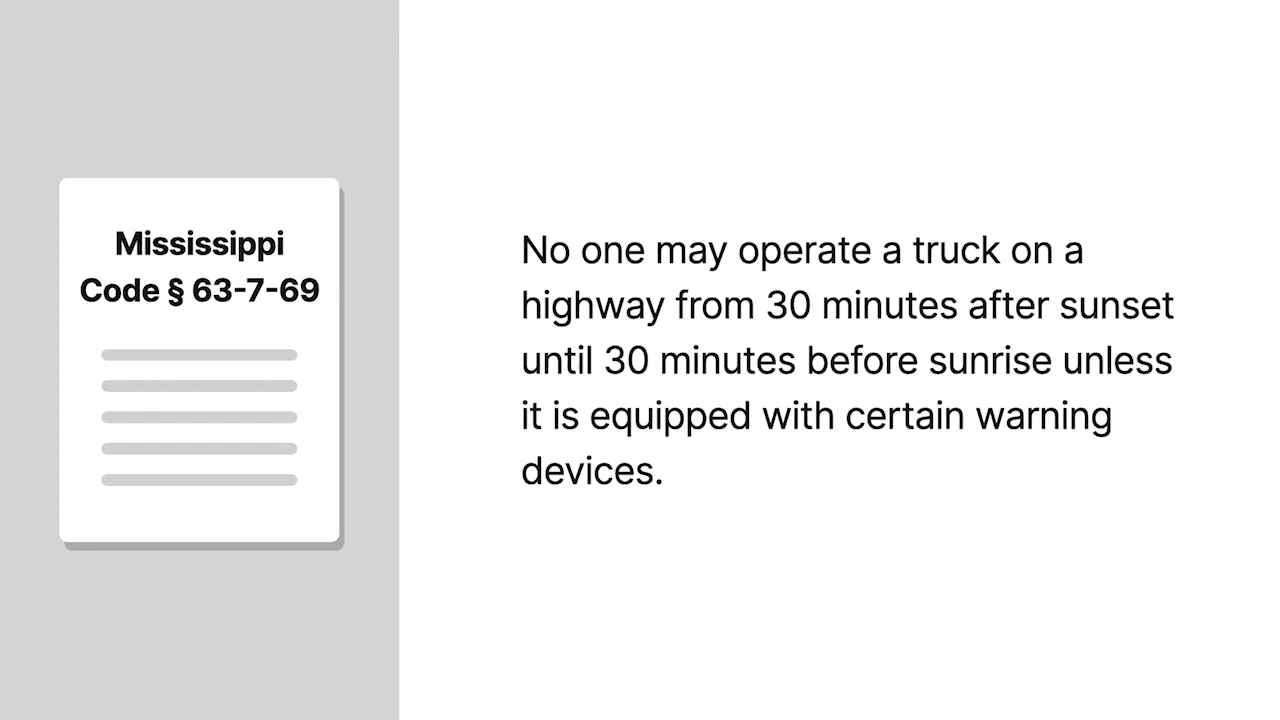 Mississippi
Code § 63-7-69
No one may operate a truck on a
highway from 30 minutes after sunset
until 30 minutes before sunrise unless
it is equipped with certain warning
devices.